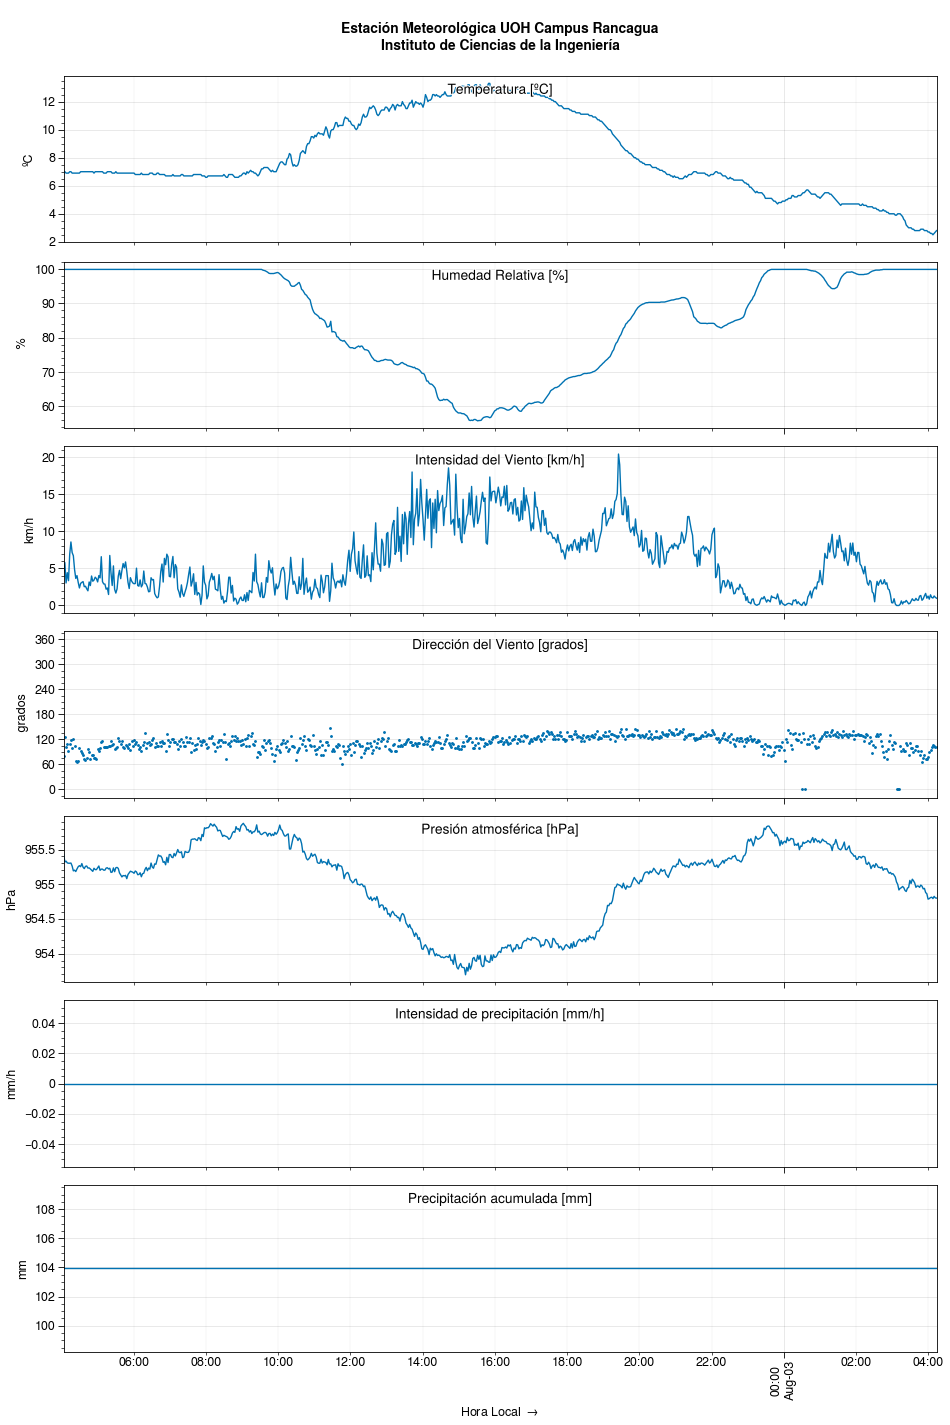 Estación Meteorológica UOH Campus Rancagua
Instituto de Ciencias de la Ingeniería
Temperatura [ºC]
ºC
12
10
8
6
4
2
Humedad Relativa [%]
%
100
90
80
70
60
Intensidad del Viento [km/h]
km/h
20
15
10
5
0
Dirección del Viento [grados]
grados
360
300
240
180
120
60
0
Presión atmosférica [hPa]
hPa
955.5
955
954.5
954
Intensidad de precipitación [mm/h]
mm/h
0.04
0.02
0
−0.02
−0.04
Precipitación acumulada [mm]
mm
108
106
104
102
100
06:00 08:00 10:00 12:00 14:00 16:00 18:00 20:00 22:00 00:00 02:00 04:00
Aug-03
Hora Local →